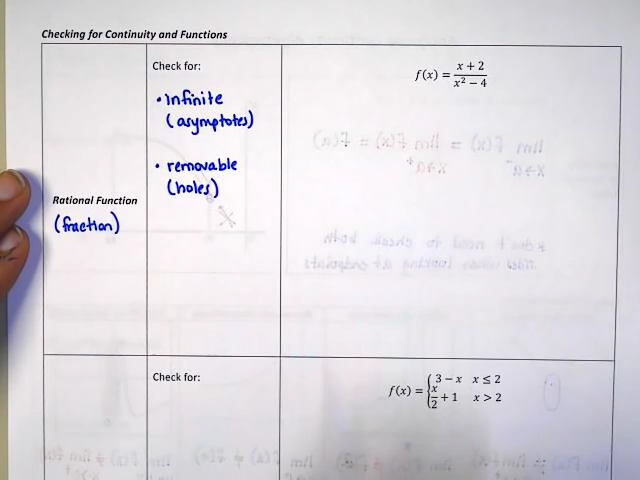 Checking for Continuity and Functions
Check for:
• Infinite
(asymptotes)
• removable
(holes)
Rational Function
(fraction)
f(x) = x + 2 / x² − 4
Check for:
f(x) = { 3 − x   x ≤ 2
x/2 + 1   x > 2